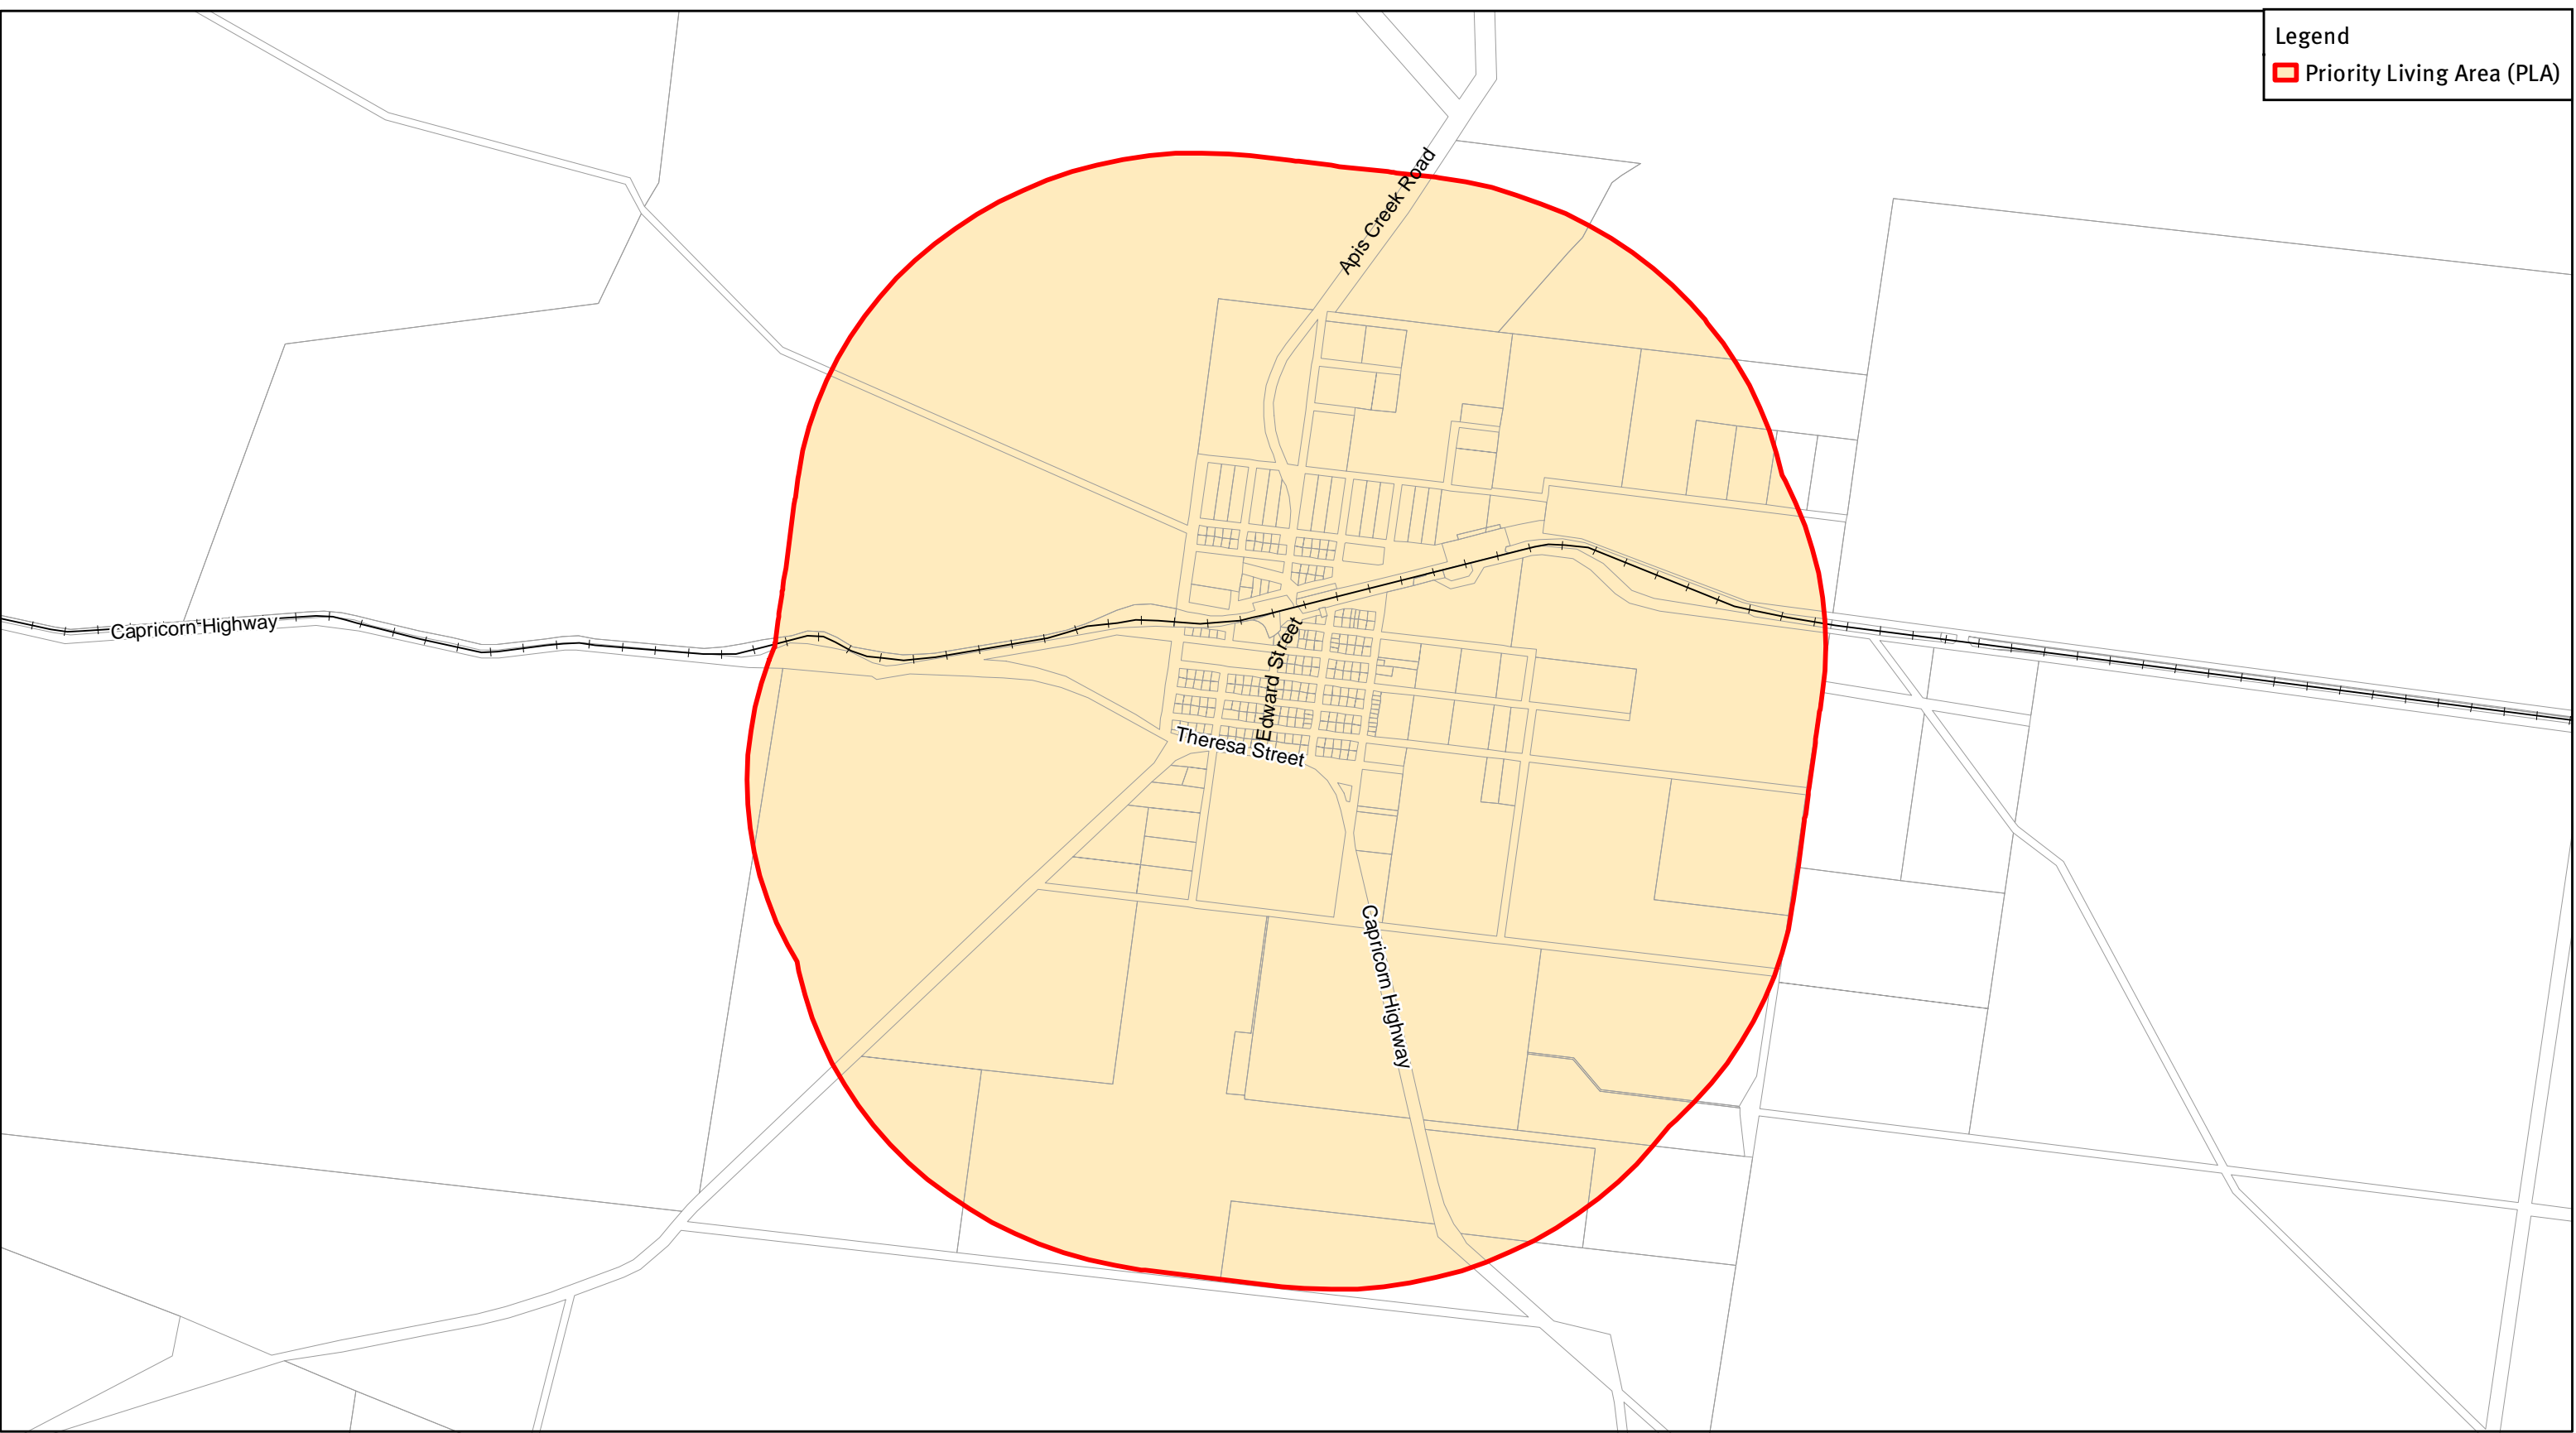 Legend
Priority Living Area (PLA)
Apis Creek Road
Capricorn Highway
Edward Street
Theresa Street
Capricorn Highway